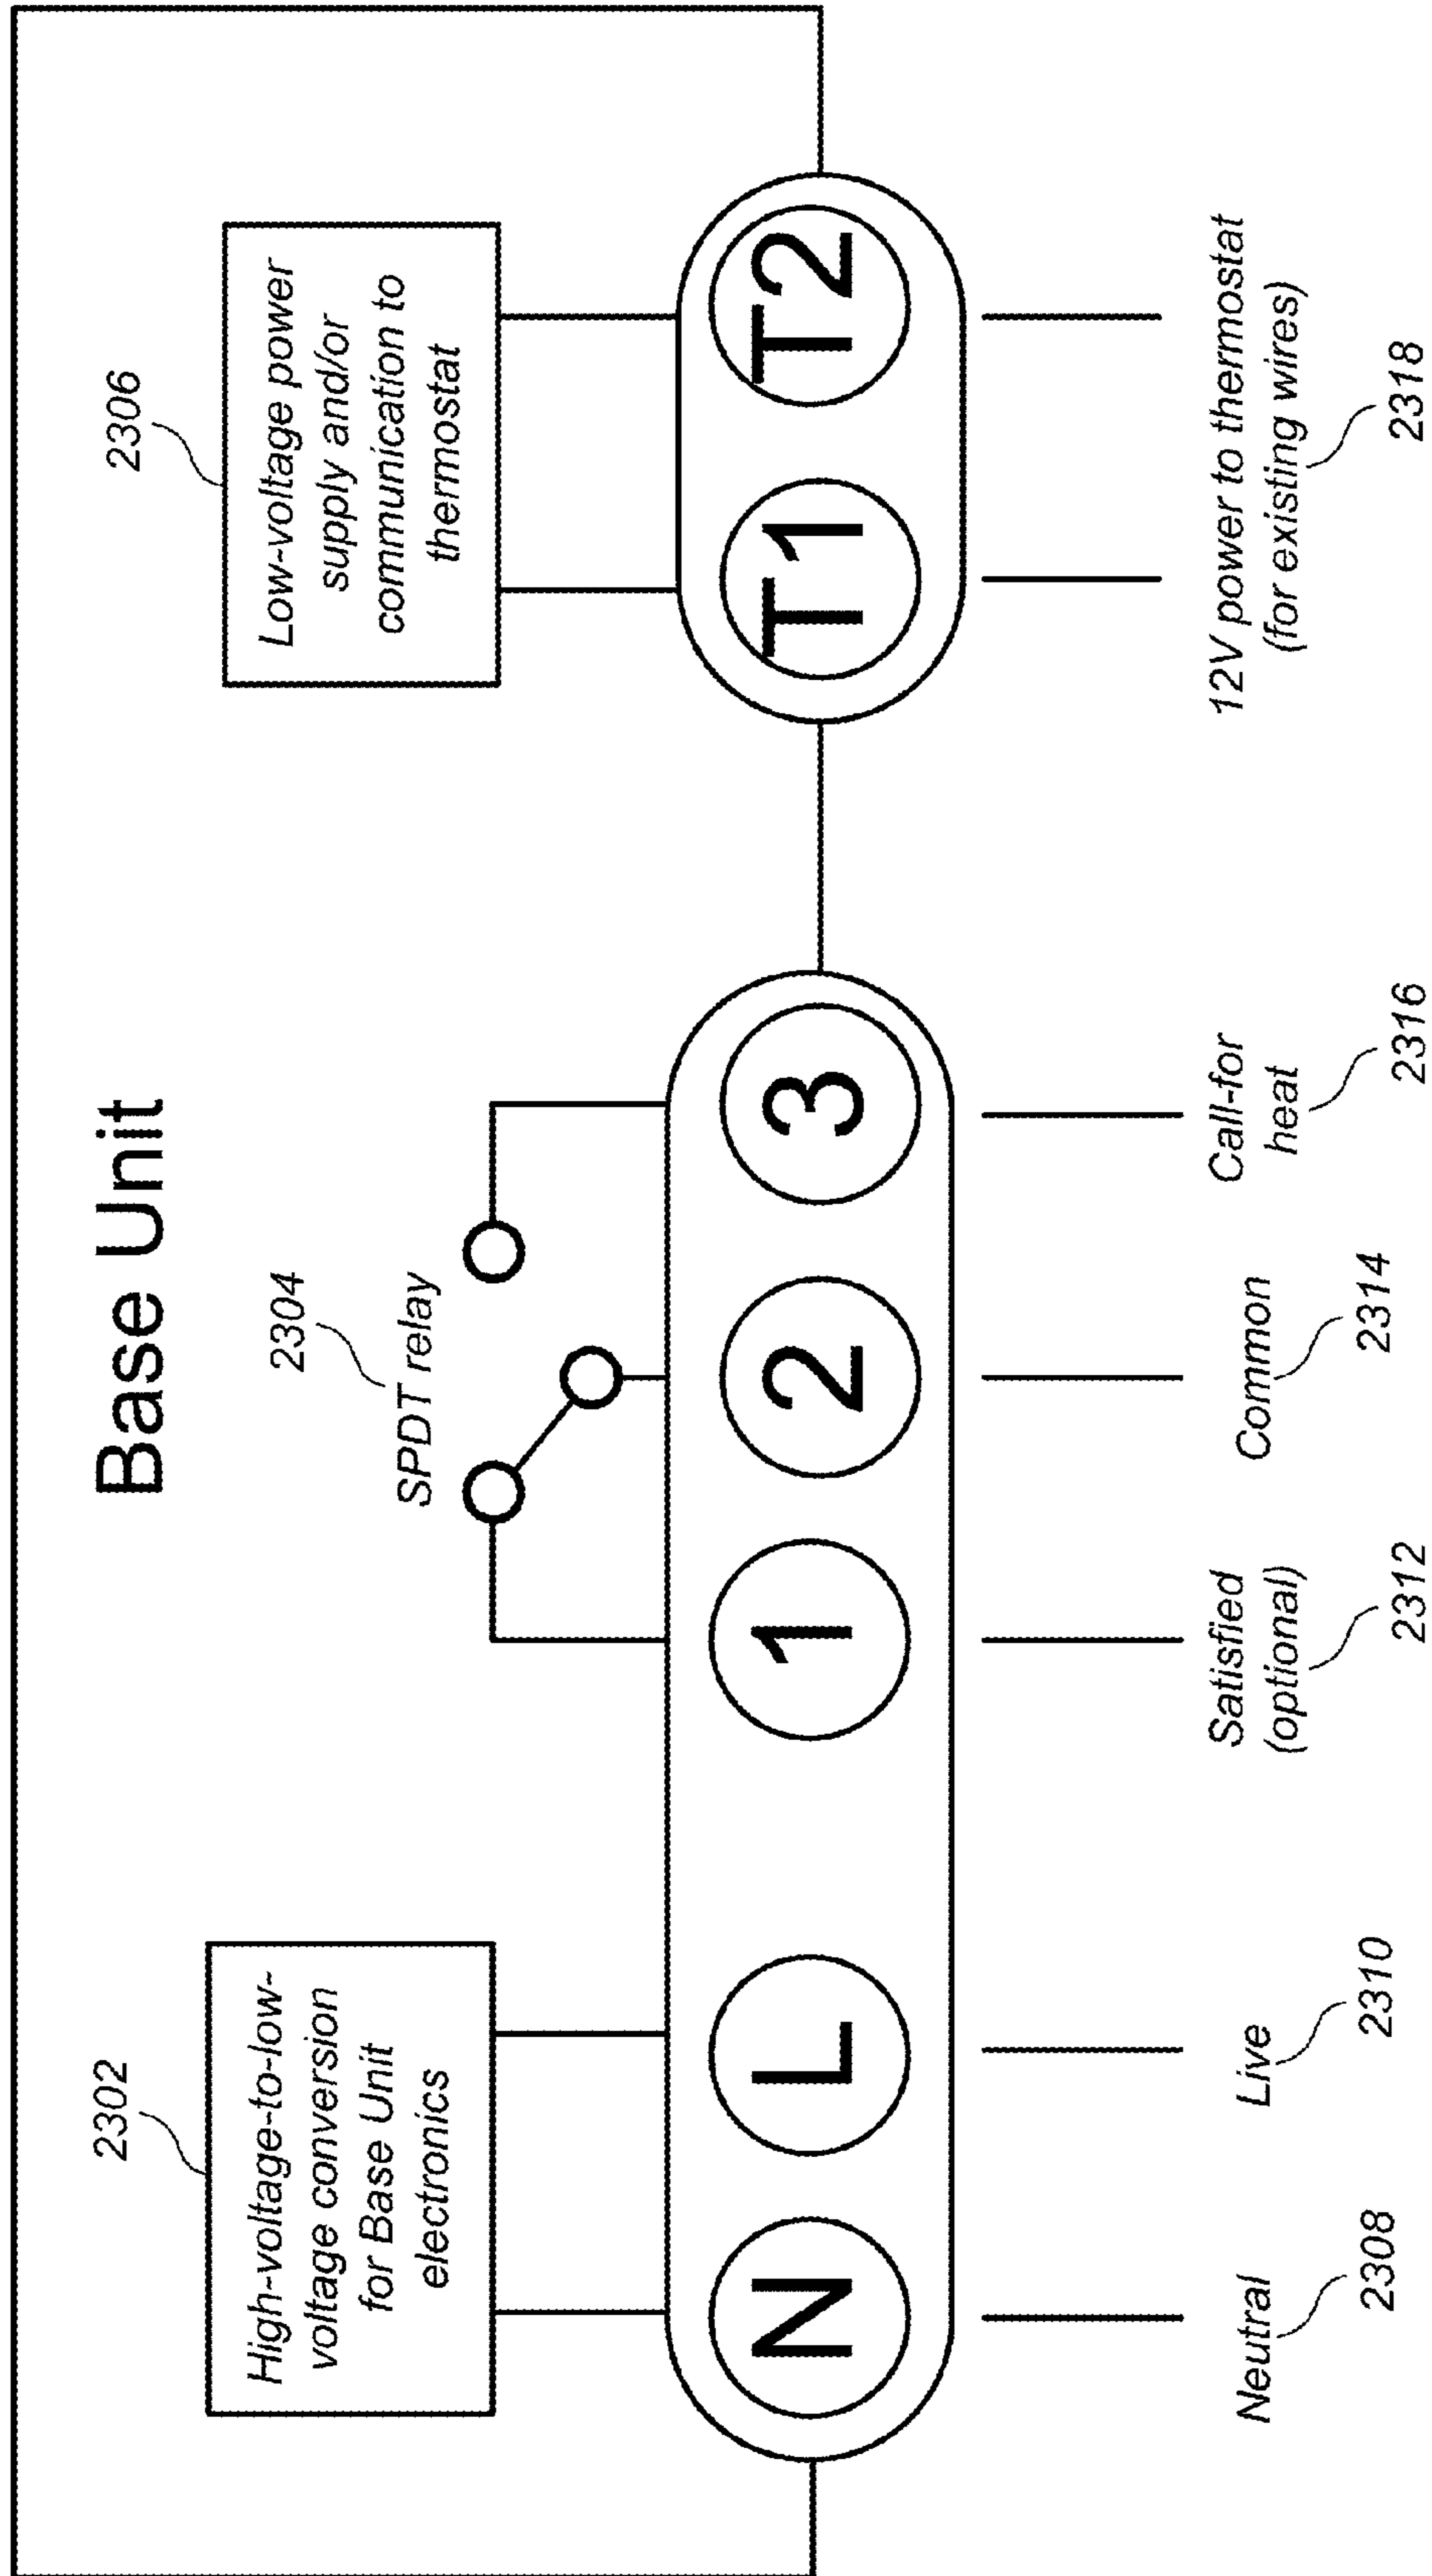 Base Unit
2302
High-voltage-to-low-
voltage conversion
for Base Unit
electronics
2304
SPDT relay
2306
Low-voltage power
supply and/or
communication to
thermostat
N
L
1
2
3
T1
T2
Neutral
2308
Live
2310
Satisfied
(optional)
2312
Common
2314
Call-for
heat
2316
12V power to thermostat
(for existing wires)
2318